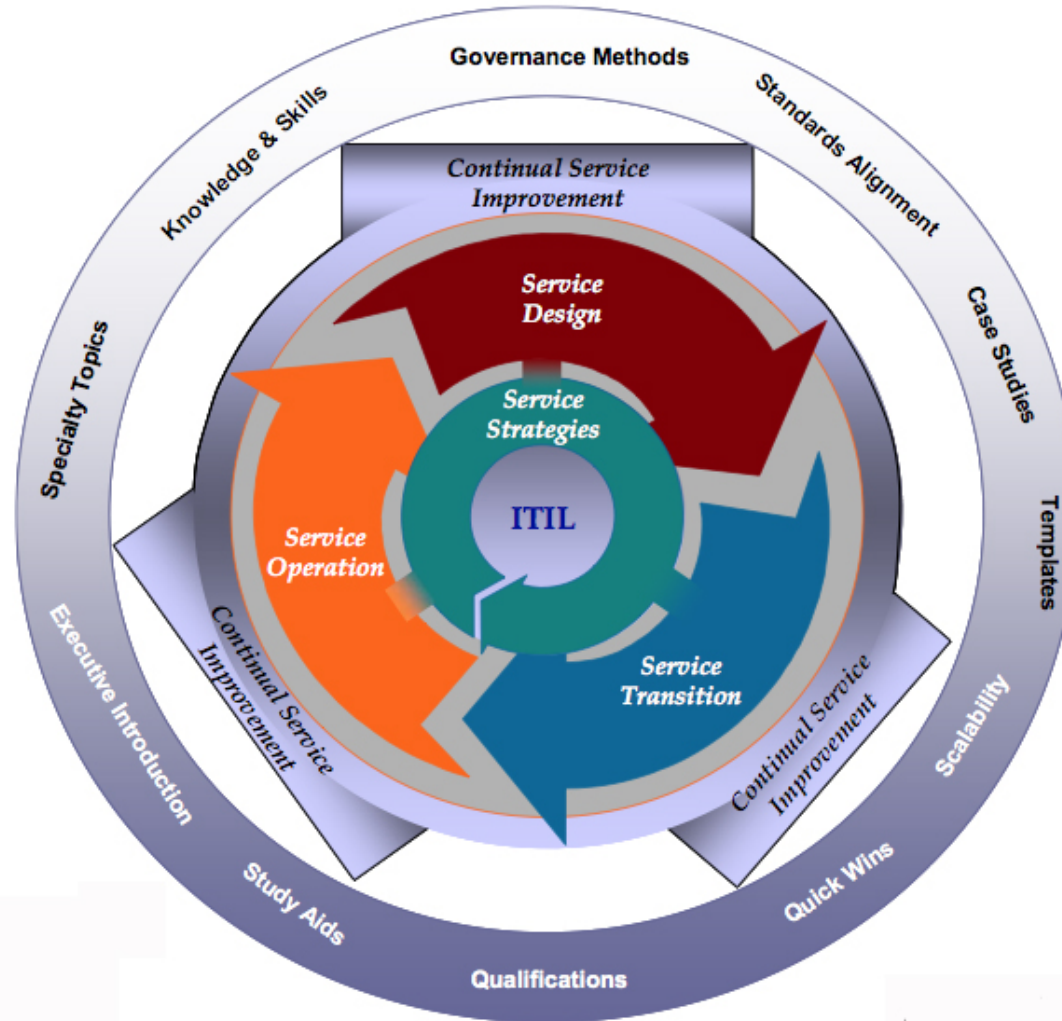 Governance Methods
Standards Alignment
Case Studies
Templates
Scalability
Quick Wins
Qualifications
Study Aids
Executive Introduction
Specialty Topics
Knowledge & Skills
Continual Service
Improvement
Service
Design
Service
Strategies
ITIL
Service
Operation
Service
Transition
Continual Service
Improvement
Continual Service
Improvement